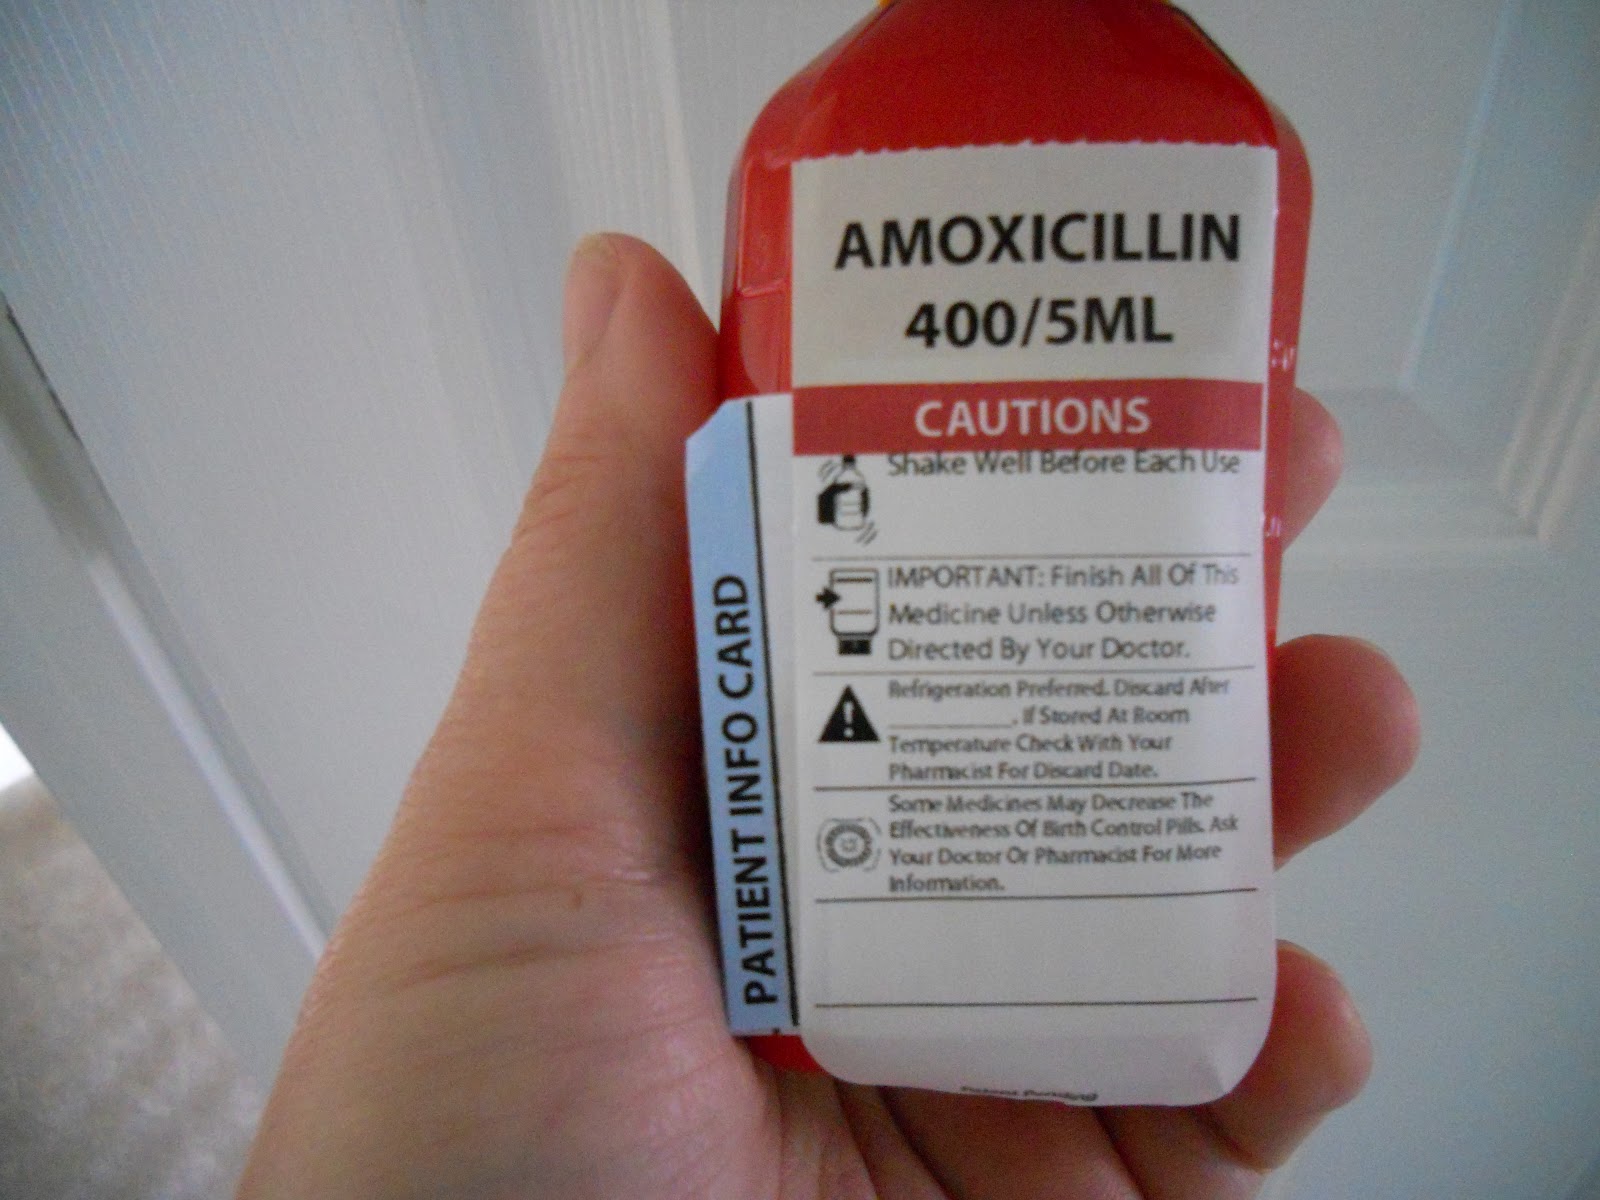 AMOXICILLIN
400/5ML
CAUTIONS
Shake Well Before Each Use
IMPORTANT: Finish All Of This
Medicine Unless Otherwise
Directed By Your Doctor.
Refrigeration Preferred. Discard After
____________. If Stored At Room
Temperature Check With Your
Pharmacist For Discard Date.
Some Medicines May Decrease The
Effectiveness Of Birth Control Pills. Ask
Your Doctor Or Pharmacist For More
Information.
PATIENT INFO CARD
Patent Pending